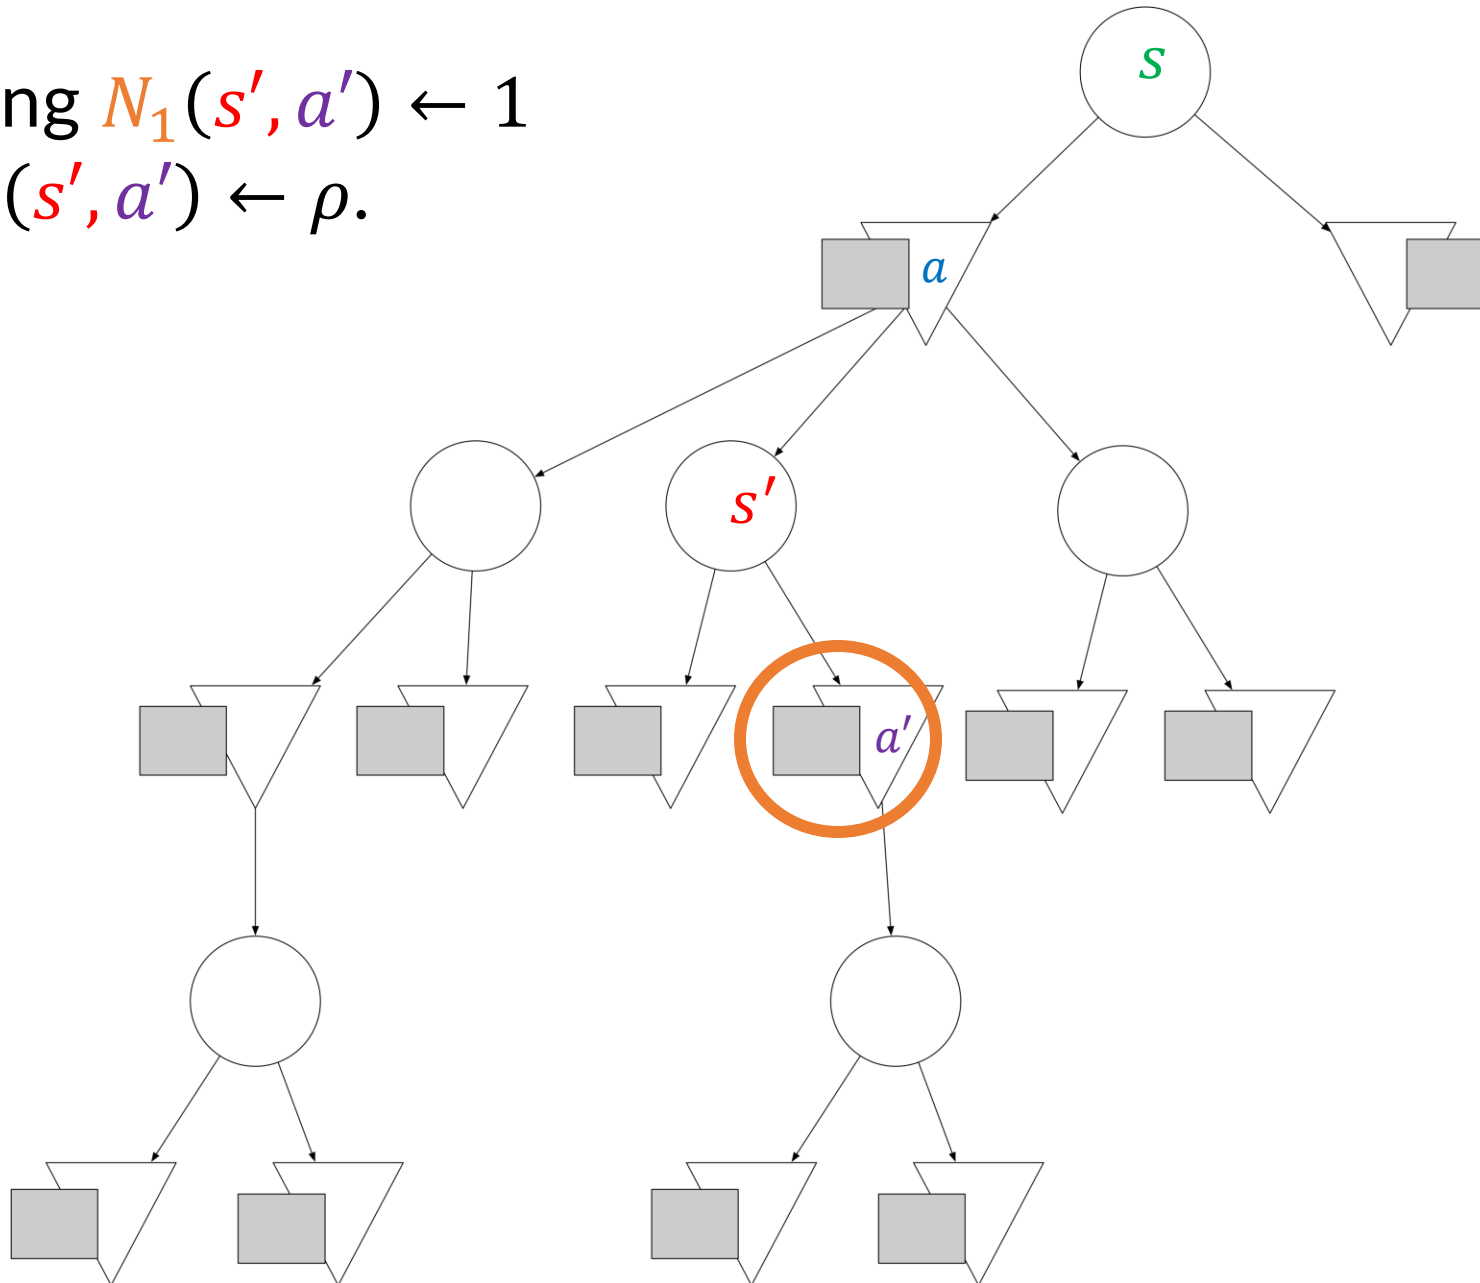 ng N₁(s′, a′) ← 1
(s′, a′) ← ρ.
s
a
s′
a′